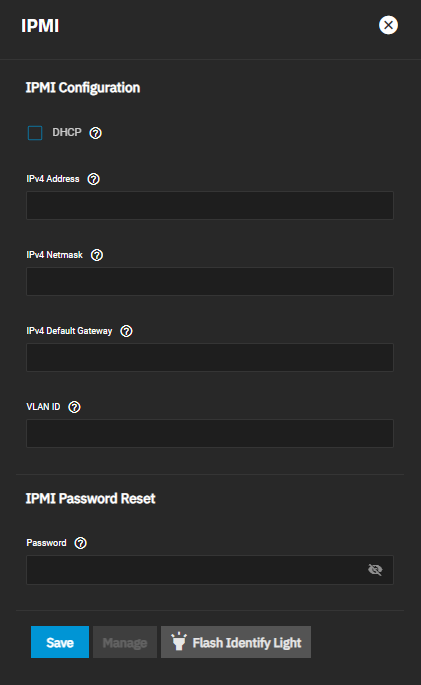 IPMI
IPMI Configuration
DHCP
IPv4 Address
IPv4 Netmask
IPv4 Default Gateway
VLAN ID
IPMI Password Reset
Password
Save Manage Flash Identify Light